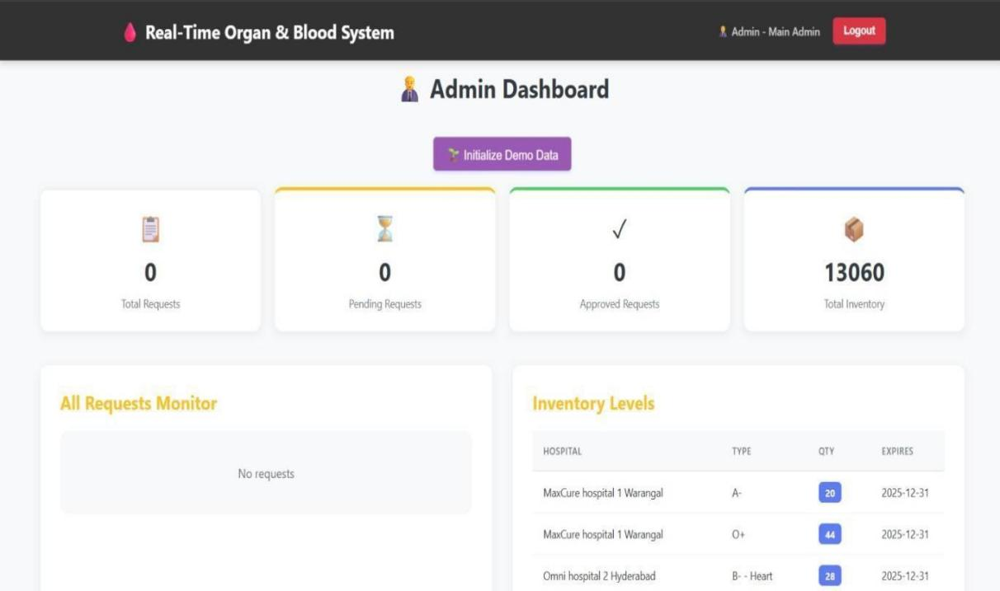 Real-Time Organ & Blood System
Admin - Main Admin
Logout
Admin Dashboard
Initialize Demo Data
0
Total Requests
0
Pending Requests
0
Approved Requests
13060
Total Inventory
All Requests Monitor
No requests
Inventory Levels
HOSPITAL TYPE QTY EXPIRES
MaxCure hospital 1 Warangal A- 20 2025-12-31
MaxCure hospital 1 Warangal O+ 44 2025-12-31
Omni hospital 2 Hyderabad B- - Heart 28 2025-12-31